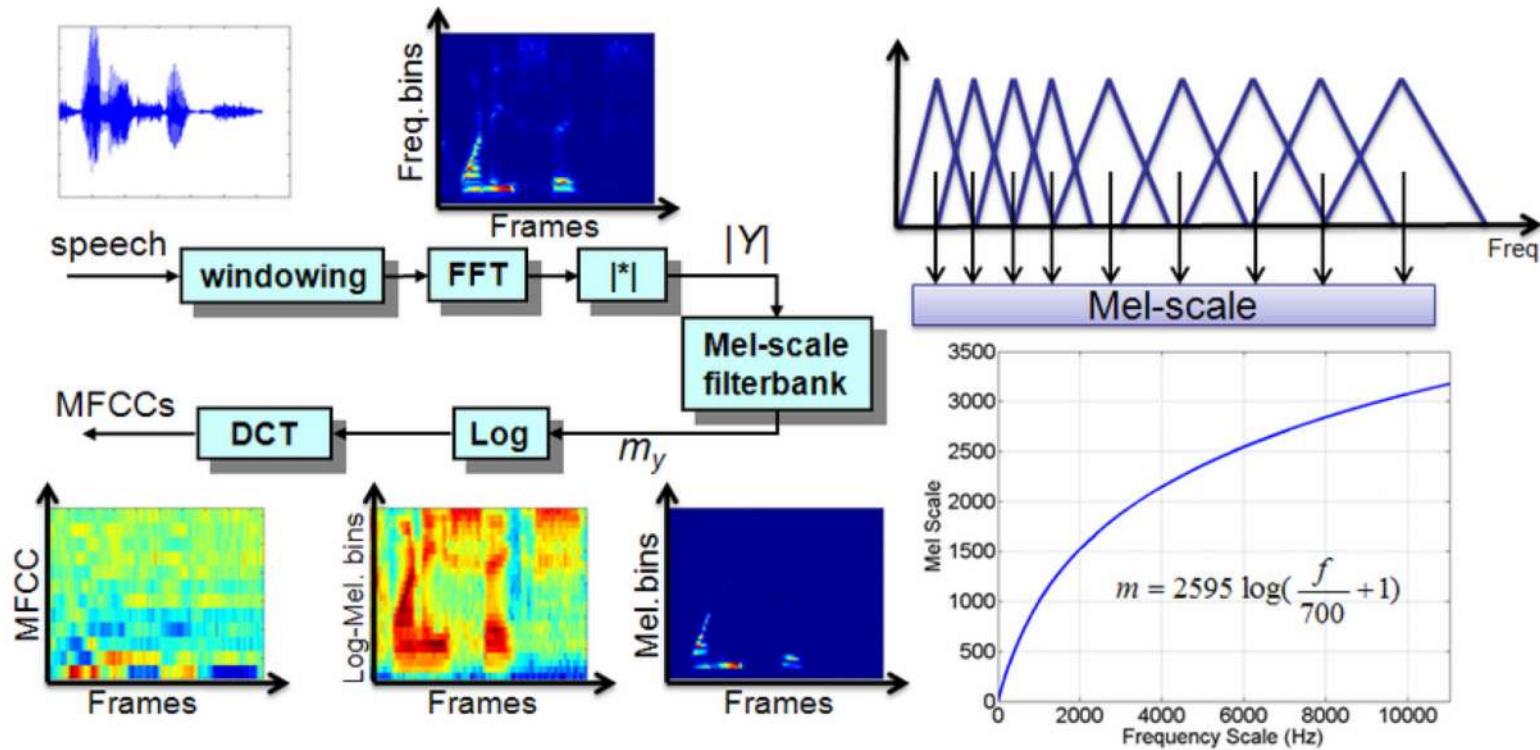 Freq. bins
Frames
speech
windowing
FFT
|*|
|Y|
Mel-scale
filterbank
m_y
Log
DCT
MFCCs
MFCC
Frames
Log-Mel. bins
Frames
Mel. bins
Frames
Freq
Mel-scale
3500
3000
2500
2000
1500
1000
500
0
Mel Scale
m = 2595 log(f/700 + 1)
0 2000 4000 6000 8000 10000
Frequency Scale (Hz)